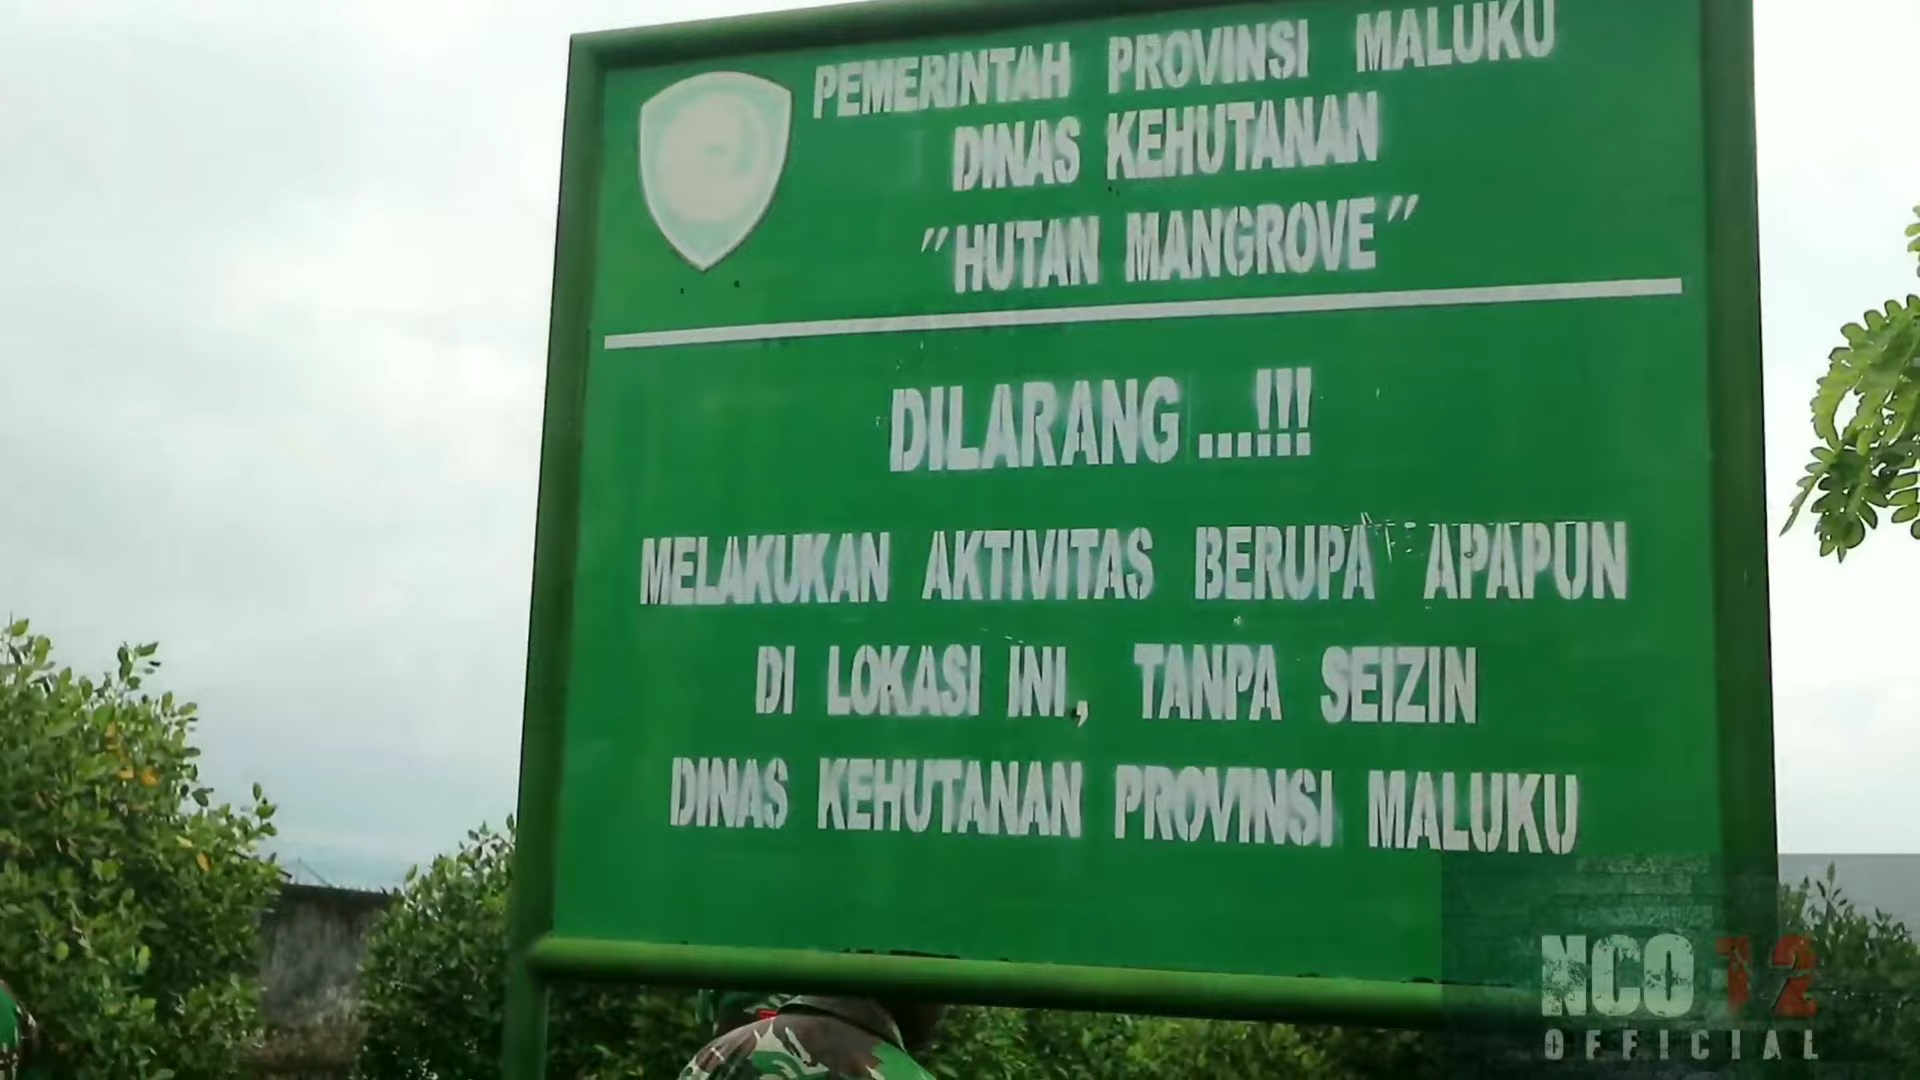 PEMERINTAH PROVINSI MALUKU
DINAS KEHUTANAN
"HUTAN MANGROVE"
DILARANG...!!!
MELAKUKAN AKTIVITAS BERUPA APAPUN
DI LOKASI INI, TANPA SEIZIN
DINAS KEHUTANAN PROVINSI MALUKU
NCO 12
OFFICIAL